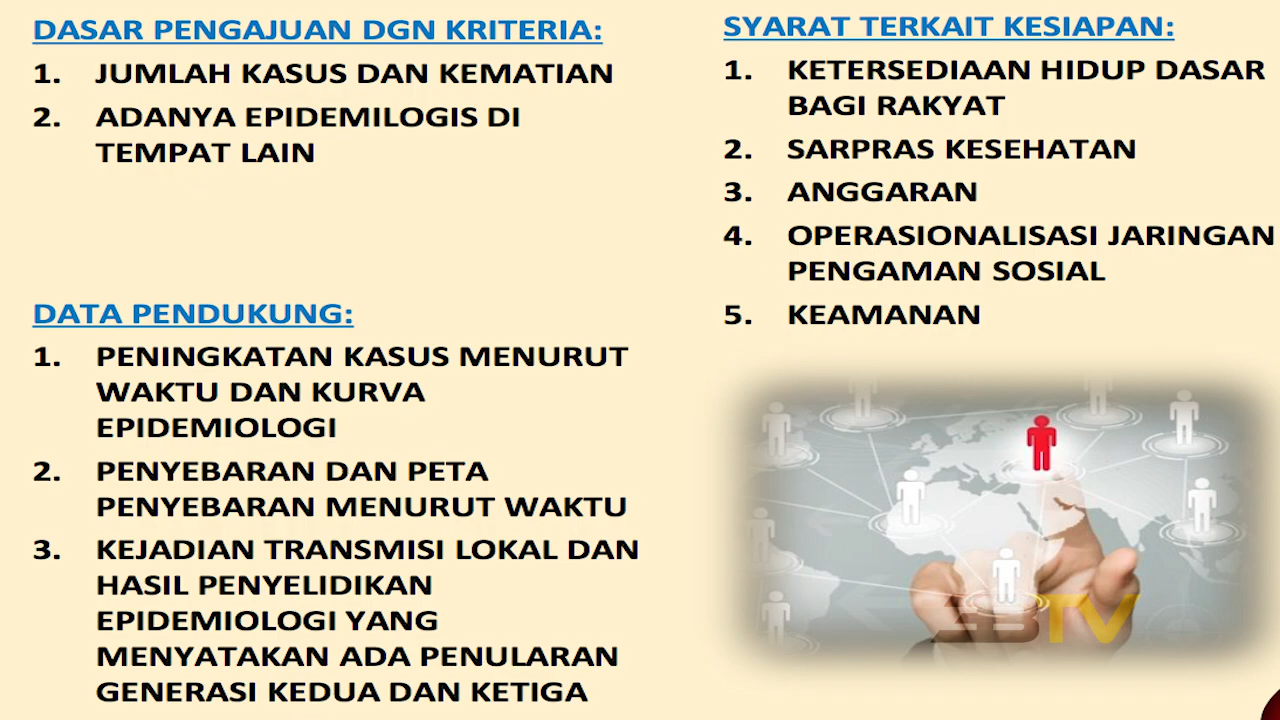 DASAR PENGAJUAN DGN KRITERIA:
1. JUMLAH KASUS DAN KEMATIAN
2. ADANYA EPIDEMILOGIS DI
TEMPAT LAIN
DATA PENDUKUNG:
1. PENINGKATAN KASUS MENURUT
WAKTU DAN KURVA
EPIDEMIOLOGI
2. PENYEBARAN DAN PETA
PENYEBARAN MENURUT WAKTU
3. KEJADIAN TRANSMISI LOKAL DAN
HASIL PENYELIDIKAN
EPIDEMIOLOGI YANG
MENYATAKAN ADA PENULARAN
GENERASI KEDUA DAN KETIGA
SYARAT TERKAIT KESIAPAN:
1. KETERSEDIAAN HIDUP DASAR
BAGI RAKYAT
2. SARPRAS KESEHATAN
3. ANGGARAN
4. OPERASIONALISASI JARINGAN
PENGAMAN SOSIAL
5. KEAMANAN